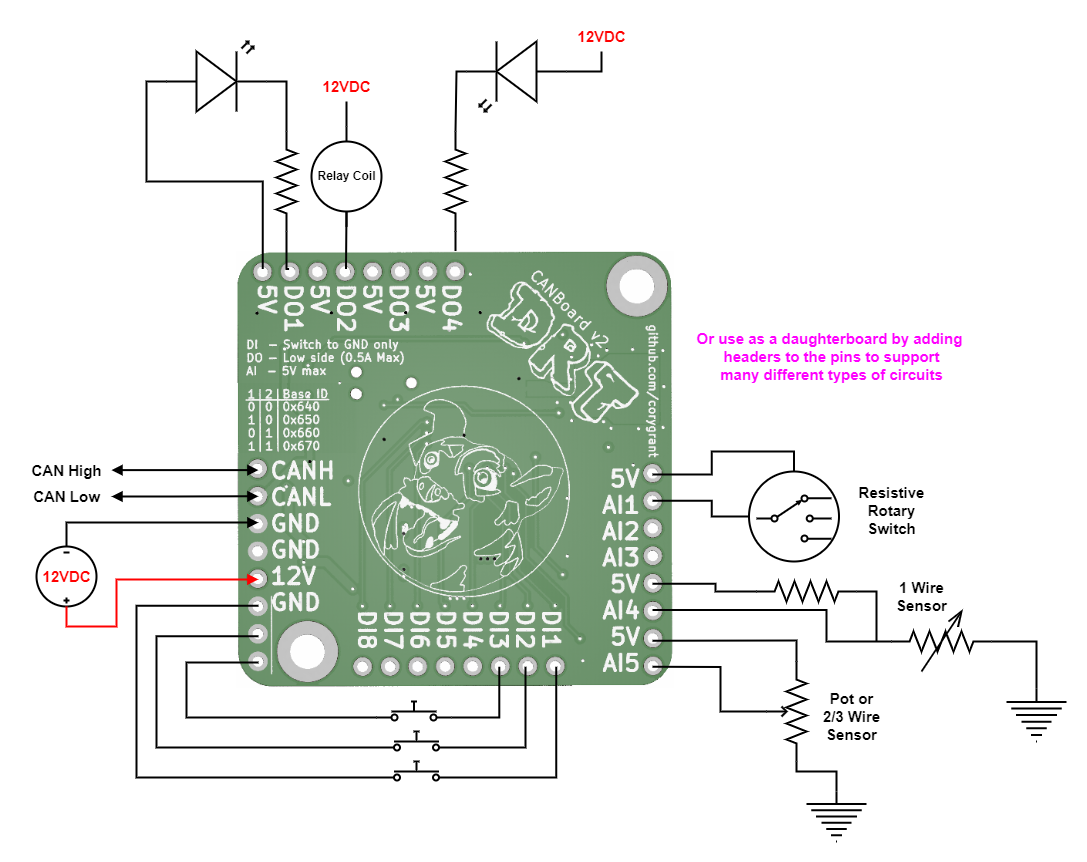 12VDC
12VDC
Relay Coil
5V
DO1
5V
DO2
5V
DO3
5V
DO4
CANBoard v2
DRL
github.com/corygrant
DI – Switch to GND only
DO – Low side (0.5A Max)
AI – 5V max
1 2 Base ID
0 0 0x640
1 0 0x650
0 1 0x660
1 1 0x670
Or use as a daughterboard by adding
headers to the pins to support
many different types of circuits
CAN High
CAN Low
CANH
CANL
GND
GND
12V
GND
-
12VDC
+
5V
AI1
AI2
AI3
5V
AI4
5V
AI5
Resistive
Rotary
Switch
1 Wire
Sensor
Pot or
2/3 Wire
Sensor
DI8
DI7
DI6
DI5
DI4
DI3
DI2
DI1